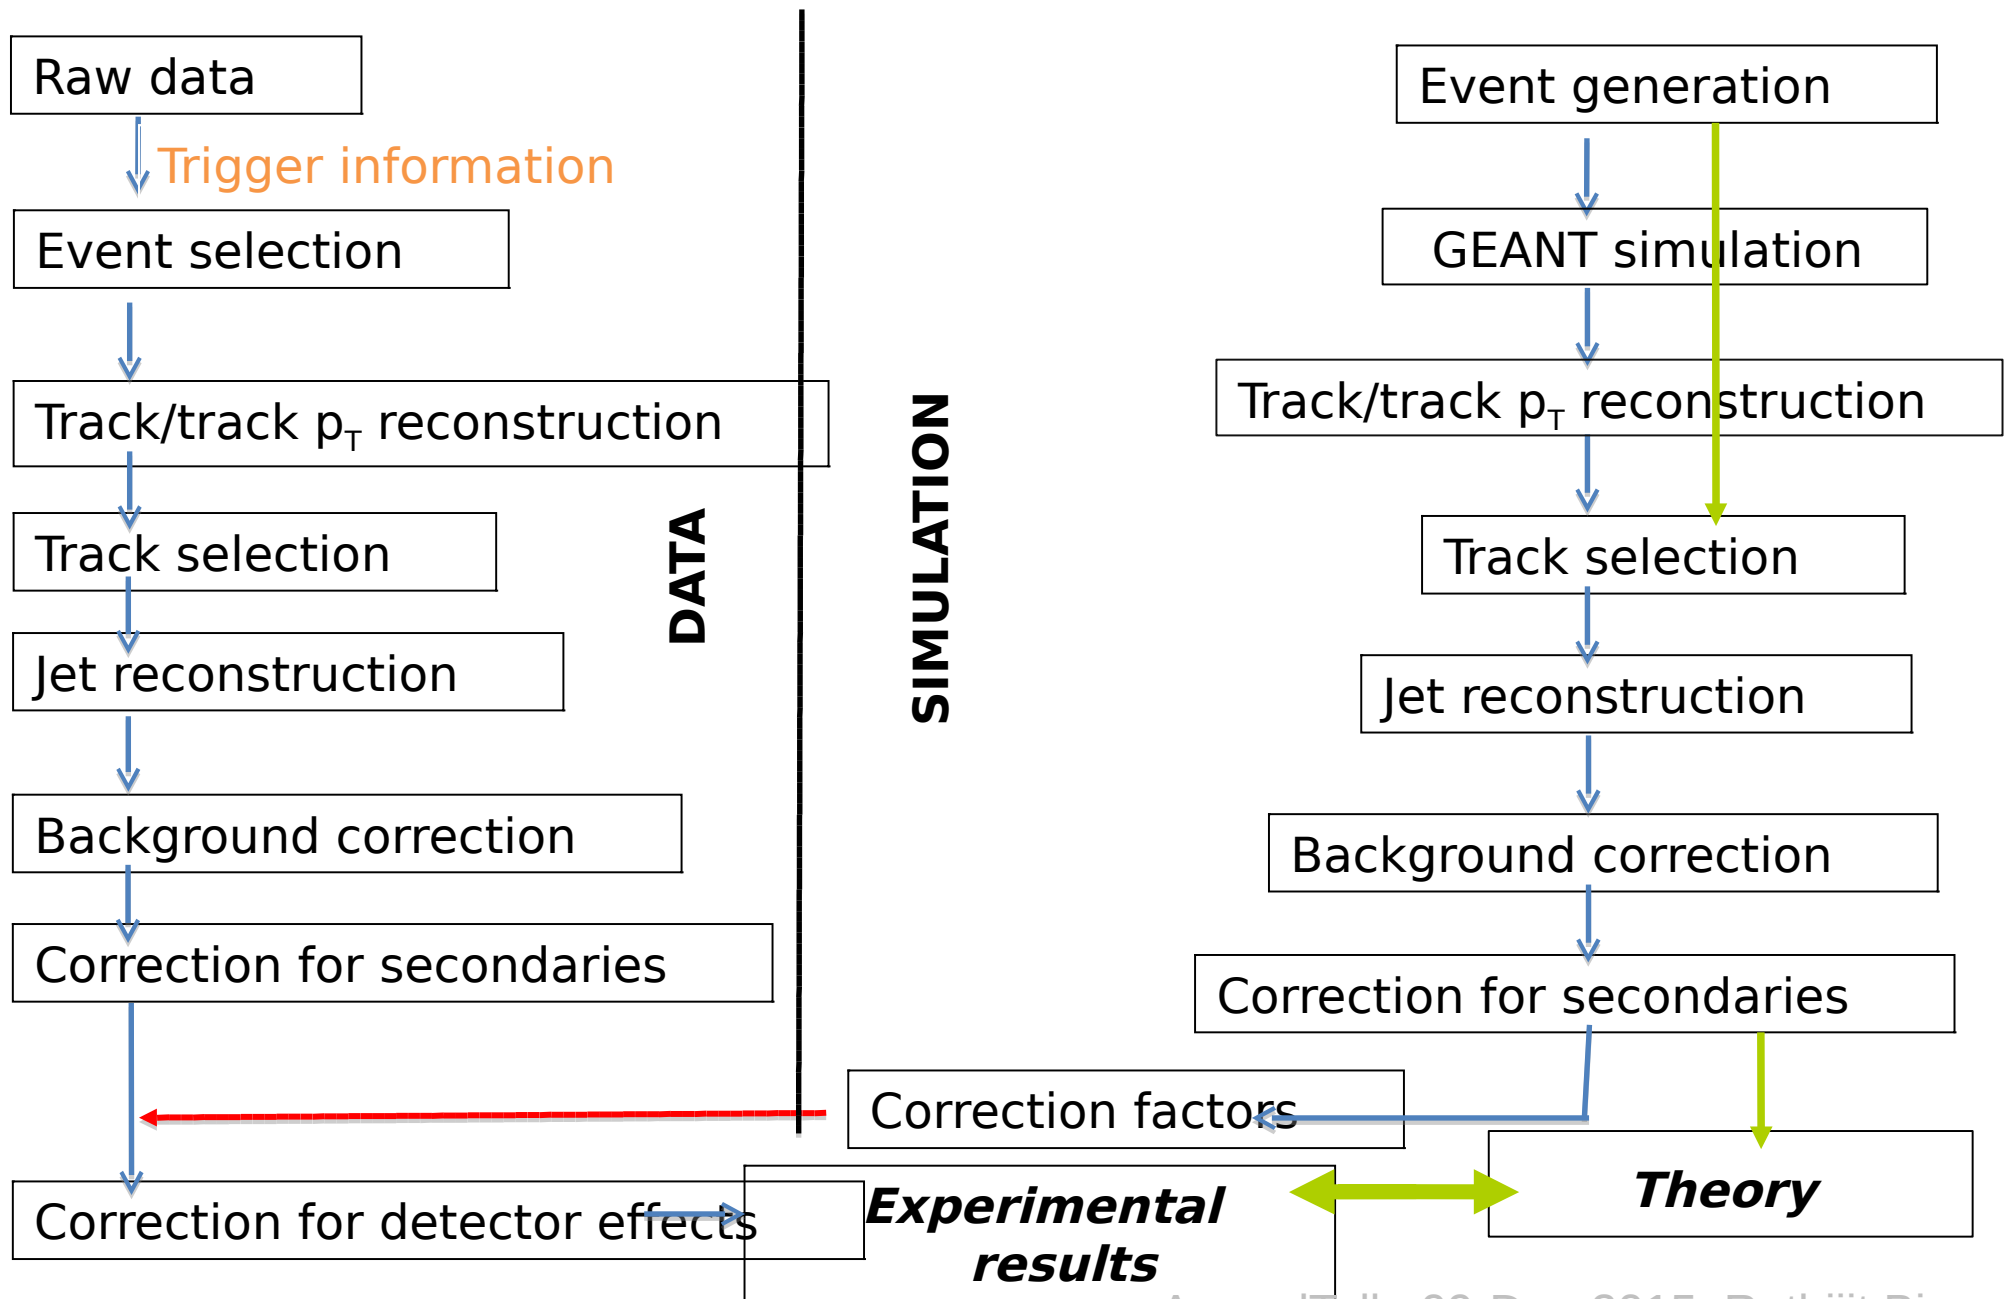 Raw data
Trigger information
Event selection
Track/track pT reconstruction
Track selection
Jet reconstruction
Background correction
Correction for secondaries
Correction for detector effects
DATA
SIMULATION
Event generation
GEANT simulation
Track/track pT reconstruction
Track selection
Jet reconstruction
Background correction
Correction for secondaries
Correction factors
Experimental
results
Theory